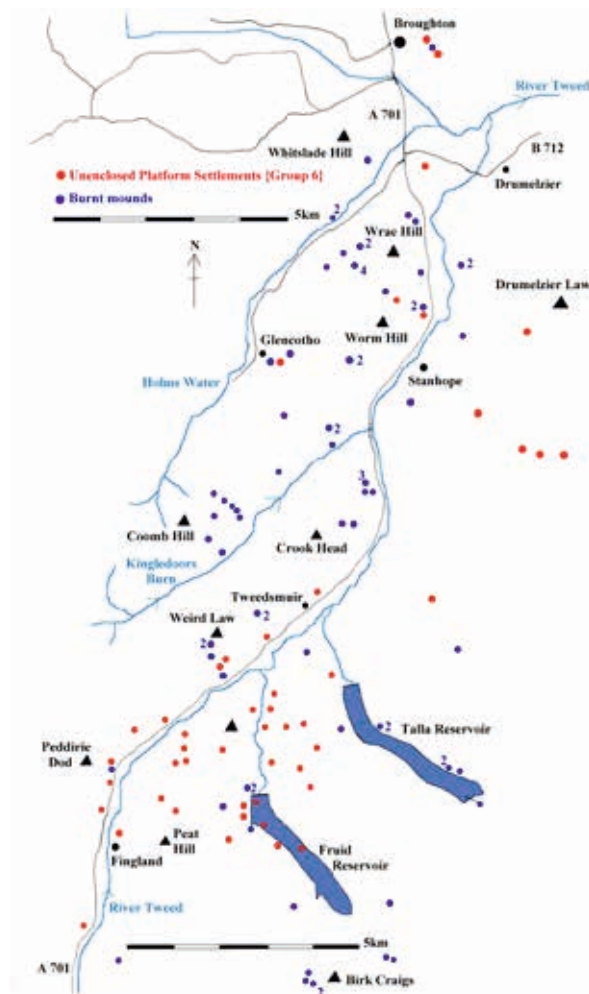 Broughton
River Tweed
A 701
Whitslade Hill
B 712
Unenclosed Platform Settlements {Group 6}
Drumelzier
Burnt mounds
2
5km
Wrae Hill
N
2
4
2
Drumelzier Law
2
Glencotho
Worm Hill
2
Stanhope
Holms Water
2
3
Coomb Hill
Crook Head
Kingledoors
Burn
Tweedsmuir
2
Weird Law
2
2
Talla Reservoir
Peddirie
Dod
2
2
Peat
Hill
Fruid
Reservoir
Fingland
River Tweed
5km
A 701
Birk Craigs
2